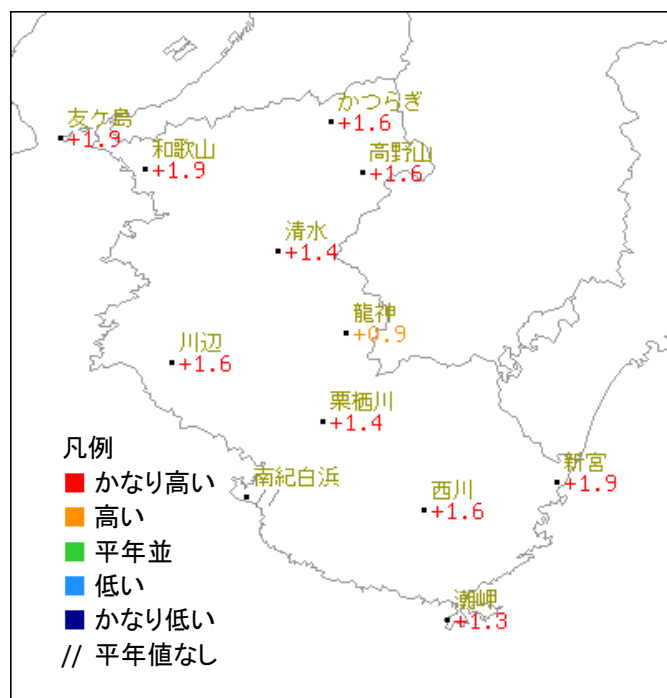 友ケ島
+1.9
和歌山
+1.9
かつらぎ
+1.6
高野山
+1.6
清水
+1.4
龍神
+0.9
川辺
+1.6
栗栖川
+1.4
南紀白浜
//
西川
+1.6
新宮
+1.9
潮岬
+1.3
凡例
かなり高い
高い
平年並
低い
かなり低い
// 平年値なし